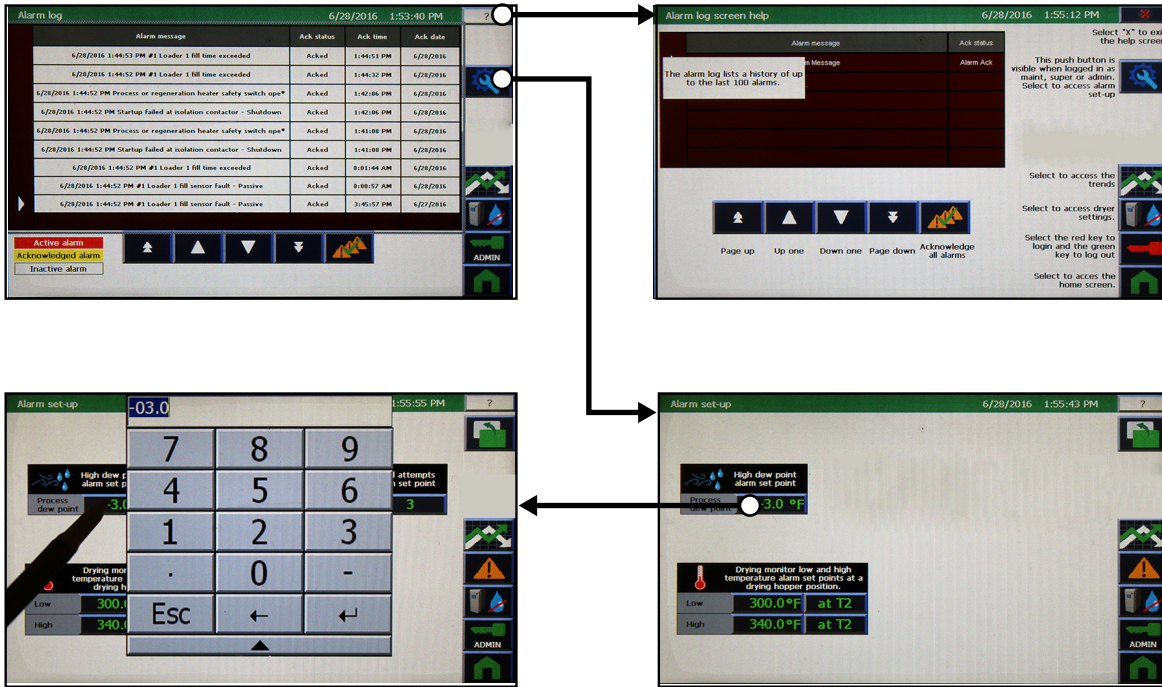 Alarm log 6/28/2016 1:53:40 PM ?
Alarm message Ack status Ack time Ack date
6/28/2016 1:44:53 PM #1 Loader 1 fill time exceeded Acked 1:44:51 PM 6/28/2016
6/28/2016 1:44:52 PM #1 Loader 1 fill time exceeded Acked 1:44:32 PM 6/28/2016
6/28/2016 1:44:52 PM Process or regeneration heater safety switch ope* Acked 1:42:06 PM 6/28/2016
6/28/2016 1:44:52 PM Startup failed at isolation contactor - Shutdown Acked 1:42:06 PM 6/28/2016
6/28/2016 1:44:52 PM Process or regeneration heater safety switch ope* Acked 1:41:08 PM 6/28/2016
6/28/2016 1:44:52 PM Startup failed at isolation contactor - Shutdown Acked 1:41:08 PM 6/28/2016
6/28/2016 1:44:52 PM #1 Loader 1 fill time exceeded Acked 8:01:44 AM 6/28/2016
6/28/2016 1:44:52 PM #1 Loader 1 fill sensor fault - Passive Acked 8:00:57 AM 6/28/2016
6/28/2016 1:44:52 PM #1 Loader 1 fill sensor fault - Passive Acked 3:45:57 PM 6/27/2016
Active alarm
Acknowledged alarm
Inactive alarm
ADMIN
Alarm log screen help 6/28/2016 1:55:12 PM
Select "X" to exi
the help screen
Alarm message Ack status
Message Alarm Ack
The alarm log lists a history of up
to the last 100 alarms.
This push button is
visible when logged in as
maint, super or admin.
Select to access alarm
set-up
Select to access the
trends
Select to access dryer
settings.
Select the red key to
login and the green
key to log out
Select to acces the
home screen.
Page up Up one Down one Page down Acknowledge
all alarms
Alarm set-up 1:55:55 PM ?
-03.0
7 8 9
4 5 6
1 2 3
. 0 -
Esc ← ↵
High dew p
alarm set p
Process
dew point
-3.0
attempts
set point
3
Drying mon
temperature
drying h
Low 300.0
High 340.0
ADMIN
Alarm set-up 6/28/2016 1:55:43 PM ?
High dew point
alarm set point
Process
dew point
-3.0 °F
Drying monitor low and high
temperature alarm set points at a
drying hopper position.
Low 300.0°F at T2
High 340.0°F at T2
ADMIN